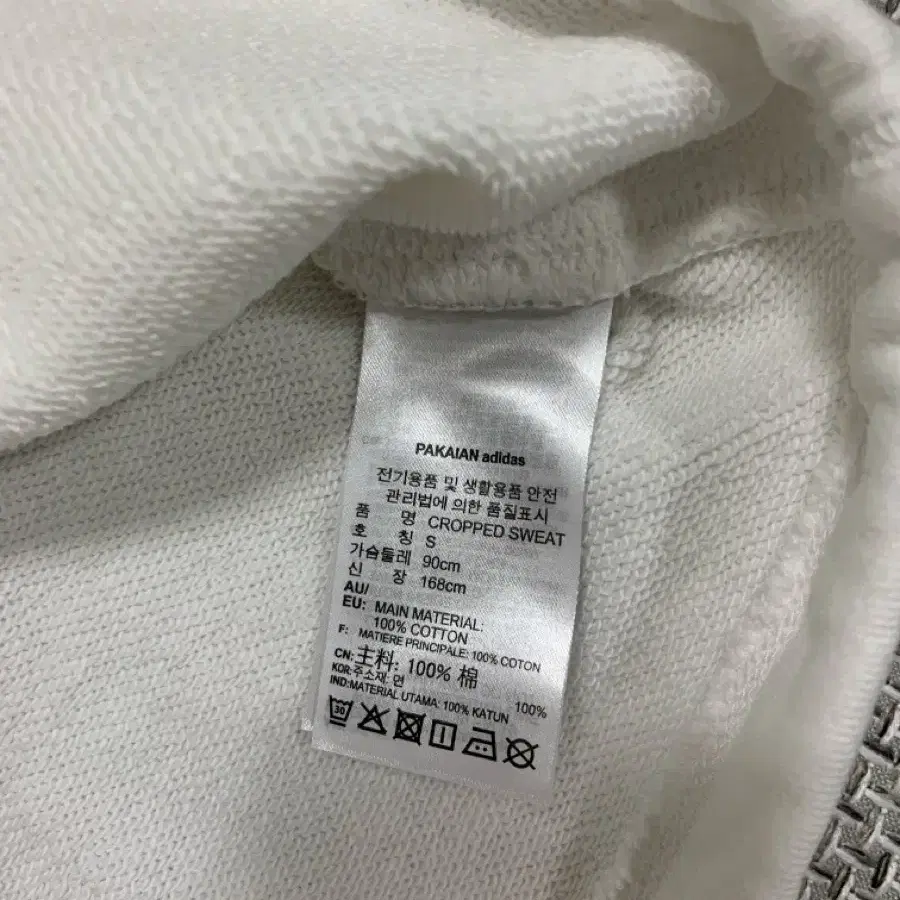 PAKAIAN adidas
전기용품 및 생활용품 안전
관리법에 의한 품질표시
품 명 CROPPED SWEAT
호 칭 S
가슴둘레 90cm
신 장 168cm
AU/
EU: MAIN MATERIAL:
100% COTTON
F: MATIERE PRINCIPALE: 100% COTON
CN: 主料: 100% 棉
KOR: 주소재: 면 100%
IND: MATERIAL UTAMA: 100% KATUN
30